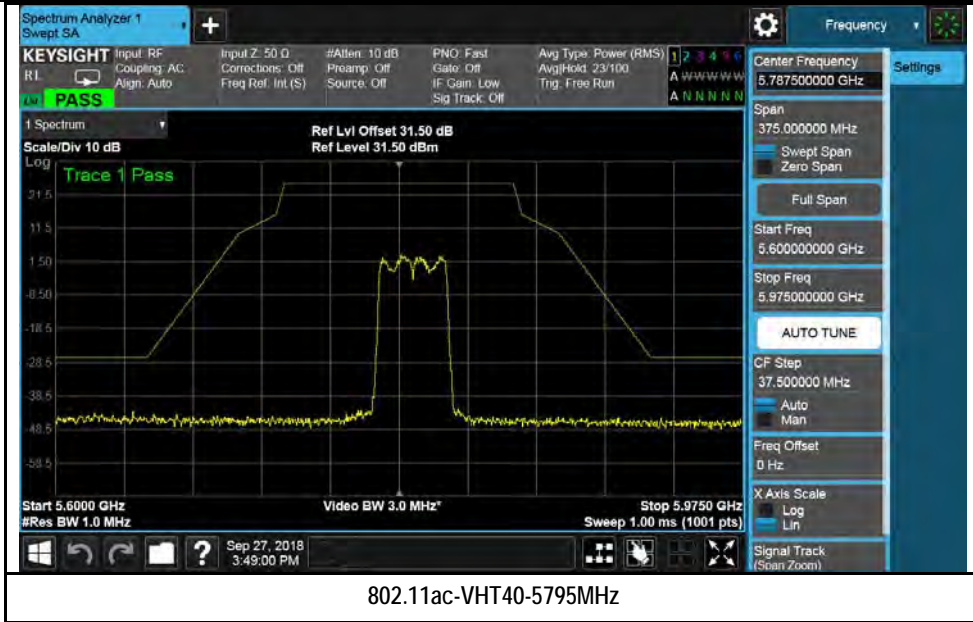 Spectrum Analyzer 1
Swept SA
Frequency
KEYSIGHT
RL
PASS
Input: RF
Coupling: AC
Align: Auto
Input Z: 50 Ω
Corrections: Off
Freq Ref: Int (S)
#Atten: 10 dB
Preamp: Off
Source: Off
PNO: Fast
Gate: Off
IF Gain: Low
Sig Track: Off
Avg Type: Power (RMS)
Avg|Hold: 23/100
Trig: Free Run
1 2 3 4 5 6
A W W W W W
A N N N N N
1 Spectrum
Scale/Div 10 dB
Ref Lvl Offset 31.50 dB
Ref Level 31.50 dBm
Log
Trace 1 Pass
21.5
11.5
1.50
-8.50
-18.5
-28.5
-38.5
-48.5
-58.5
Start 5.6000 GHz
#Res BW 1.0 MHz
Video BW 3.0 MHz*
Stop 5.9750 GHz
Sweep 1.00 ms (1001 pts)
Center Frequency
5.787500000 GHz
Settings
Span
375.000000 MHz
Swept Span
Zero Span
Full Span
Start Freq
5.600000000 GHz
Stop Freq
5.975000000 GHz
AUTO TUNE
CF Step
37.500000 MHz
Auto
Man
Freq Offset
0 Hz
X Axis Scale
Log
Lin
Signal Track
(Span Zoom)
?
Sep 27, 2018
3:49:00 PM
802.11ac-VHT40-5795MHz